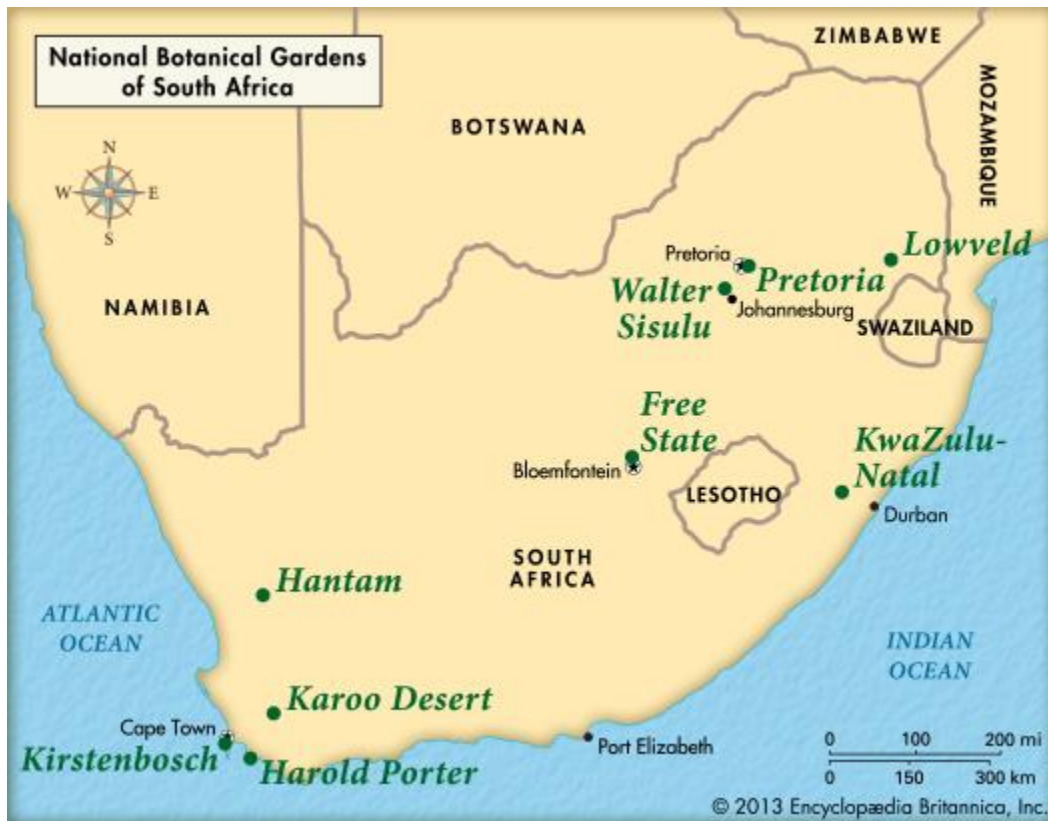 National Botanical Gardens
of South Africa
ZIMBABWE
MOZAMBIQUE
BOTSWANA
N
W
E
S
NAMIBIA
Pretoria
Pretoria
Lowveld
Walter
Sisulu
Johannesburg
SWAZILAND
Free
State
Bloemfontein
LESOTHO
KwaZulu-
Natal
Durban
SOUTH
AFRICA
Hantam
ATLANTIC
OCEAN
INDIAN
OCEAN
Karoo Desert
Cape Town
Kirstenbosch
Harold Porter
Port Elizabeth
0 100 200 mi
0 150 300 km
© 2013 Encyclopædia Britannica, Inc.